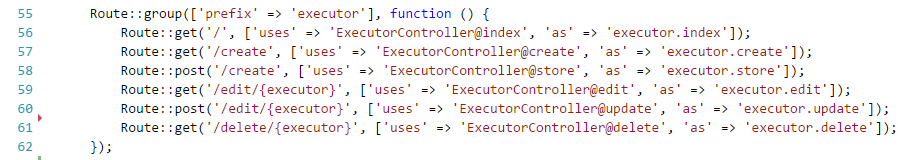 55 Route::group(['prefix' => 'executor'], function () {
56 Route::get('/', ['uses' => 'ExecutorController@index', 'as' => 'executor.index']);
57 Route::get('/create', ['uses' => 'ExecutorController@create', 'as' => 'executor.create']);
58 Route::post('/create', ['uses' => 'ExecutorController@store', 'as' => 'executor.store']);
59 Route::get('/edit/{executor}', ['uses' => 'ExecutorController@edit', 'as' => 'executor.edit']);
60 Route::post('/edit/{executor}', ['uses' => 'ExecutorController@update', 'as' => 'executor.update']);
61 Route::get('/delete/{executor}', ['uses' => 'ExecutorController@delete', 'as' => 'executor.delete']);
62 });